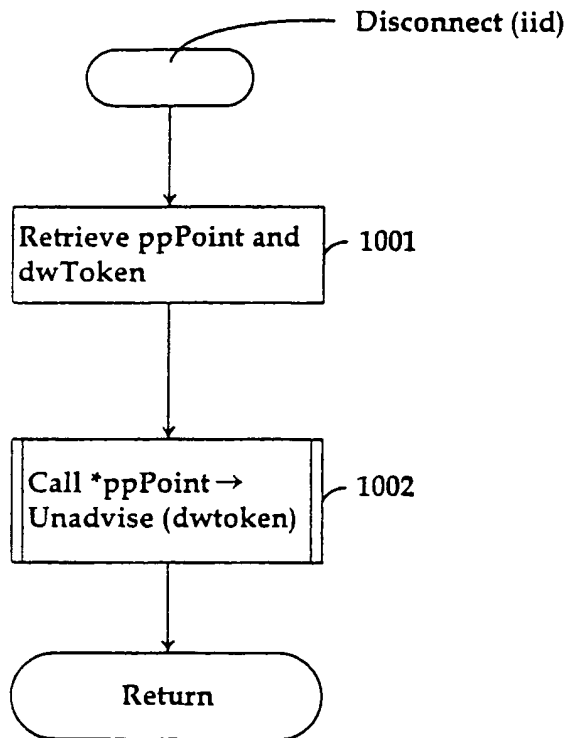 Disconnect (iid)
Retrieve ppPoint and
dwToken
1001
Call *ppPoint →
Unadvise (dwtoken)
1002
Return